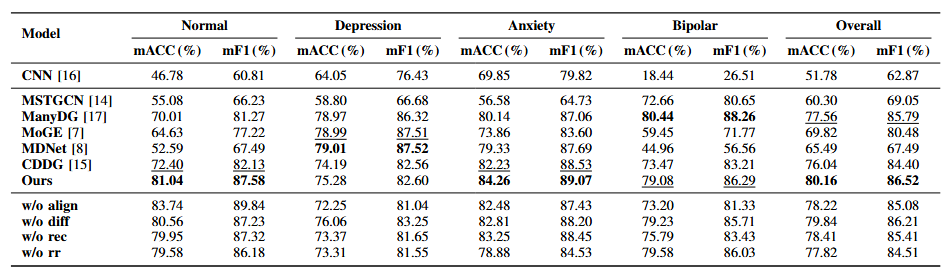 Model Normal Depression Anxiety Bipolar Overall
mACC (%) mF1 (%) mACC (%) mF1 (%) mACC (%) mF1 (%) mACC (%) mF1 (%) mACC (%) mF1 (%)
CNN [16] 46.78 60.81 64.05 76.43 69.85 79.82 18.44 26.51 51.78 62.87
MSTGCN [14] 55.08 66.23 58.80 66.68 56.58 64.73 72.66 80.65 60.30 69.05
ManyDG [17] 70.01 81.27 78.97 86.32 80.14 87.06 80.44 88.26 77.56 85.79
MoGE [7] 64.63 77.22 78.99 87.51 73.86 83.60 59.45 71.77 69.82 80.48
MDNet [8] 52.59 67.49 79.01 87.52 79.33 87.69 44.96 56.56 65.49 67.49
CDDG [15] 72.40 82.13 74.19 82.56 82.23 88.53 73.47 83.21 76.04 84.40
Ours 81.04 87.58 75.28 82.60 84.26 89.07 79.08 86.29 80.16 86.52
w/o align 83.74 89.84 72.25 81.04 82.48 87.43 73.20 81.33 78.22 85.08
w/o diff 80.56 87.23 76.06 83.25 82.81 88.20 79.23 85.71 79.84 86.21
w/o rec 79.95 87.32 73.37 81.65 83.25 88.45 75.79 83.43 78.41 85.41
w/o rr 79.58 86.18 73.31 81.55 78.88 84.53 79.58 86.03 77.82 84.51